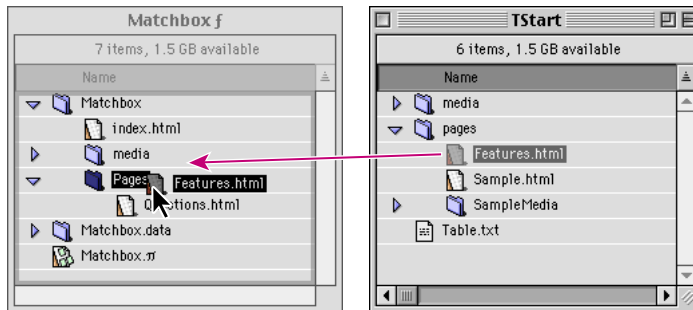 Matchbox ƒ
7 items, 1.5 GB available
Name
Matchbox
index.html
media
Pages
Features.html
Questions.html
Matchbox.data
Matchbox.π
TStart
6 items, 1.5 GB available
Name
media
pages
Features.html
Sample.html
SampleMedia
Table.txt